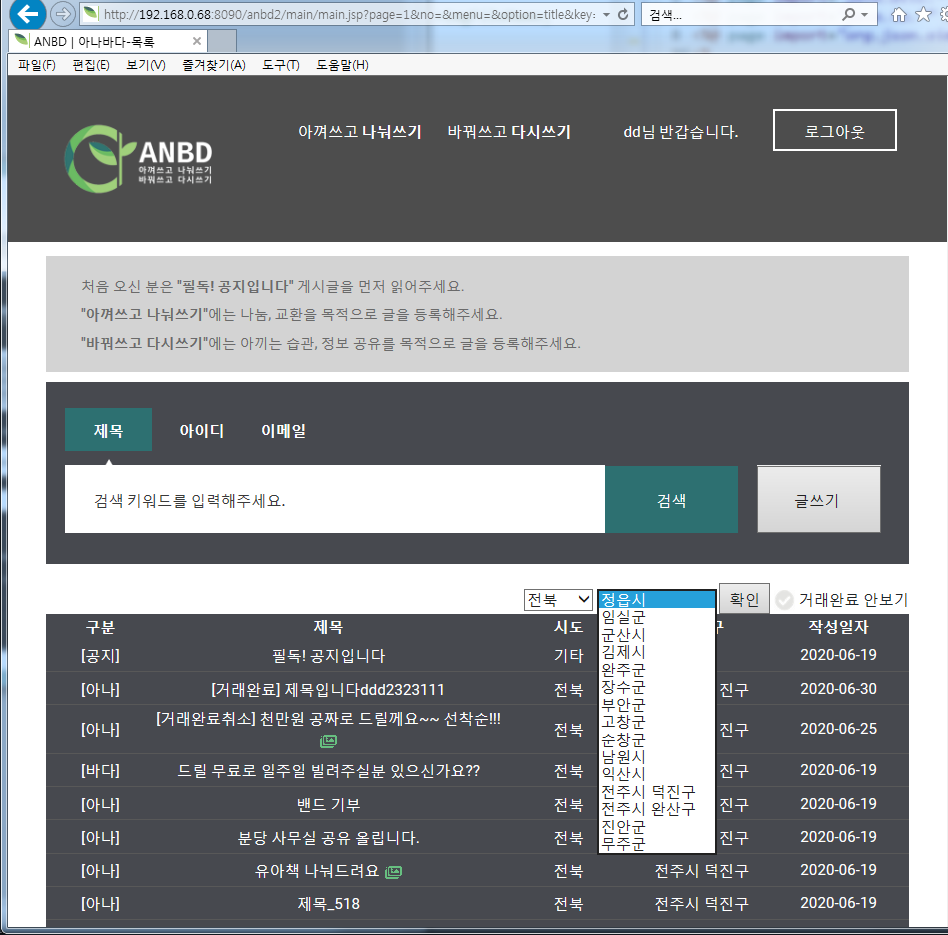 http://192.168.0.68:8090/anbd2/main/main.jsp?page=1&no=&menu=&option=title&key=
검색...
ANBD | 아나바다-목록
파일(F) 편집(E) 보기(V) 즐겨찾기(A) 도구(T) 도움말(H)
ANBD
아껴쓰고 나눠쓰기
바꿔쓰고 다시쓰기
아껴쓰고 나눠쓰기 바꿔쓰고 다시쓰기 dd님 반갑습니다. 로그아웃
처음 오신 분은 "필독! 공지입니다" 게시글을 먼저 읽어주세요.
"아껴쓰고 나눠쓰기"에는 나눔, 교환을 목적으로 글을 등록해주세요.
"바꿔쓰고 다시쓰기"에는 아끼는 습관, 정보 공유를 목적으로 글을 등록해주세요.
제목 아이디 이메일
검색 키워드를 입력해주세요. 검색 글쓰기
전북 확인 거래완료 안보기
정읍시
임실군
군산시
김제시
완주군
장수군
부안군
고창군
순창군
남원시
익산시
전주시 덕진구
전주시 완산구
진안군
무주군
구분 제목 시도 구 작성일자
[공지] 필독! 공지입니다 기타 2020-06-19
[아나] [거래완료] 제목입니다ddd2323111 전북 진구 2020-06-30
[아나] [거래완료취소] 천만원 공짜로 드릴께요~~ 선착순!!! 전북 진구 2020-06-25
[바다] 드릴 무료로 일주일 빌려주실분 있으신가요?? 전북 진구 2020-06-19
[아나] 밴드 기부 전북 진구 2020-06-19
[아나] 분당 사무실 공유 올립니다. 전북 진구 2020-06-19
[아나] 유아책 나눠드려요 전북 전주시 덕진구 2020-06-19
[아나] 제목_518 전북 전주시 덕진구 2020-06-19